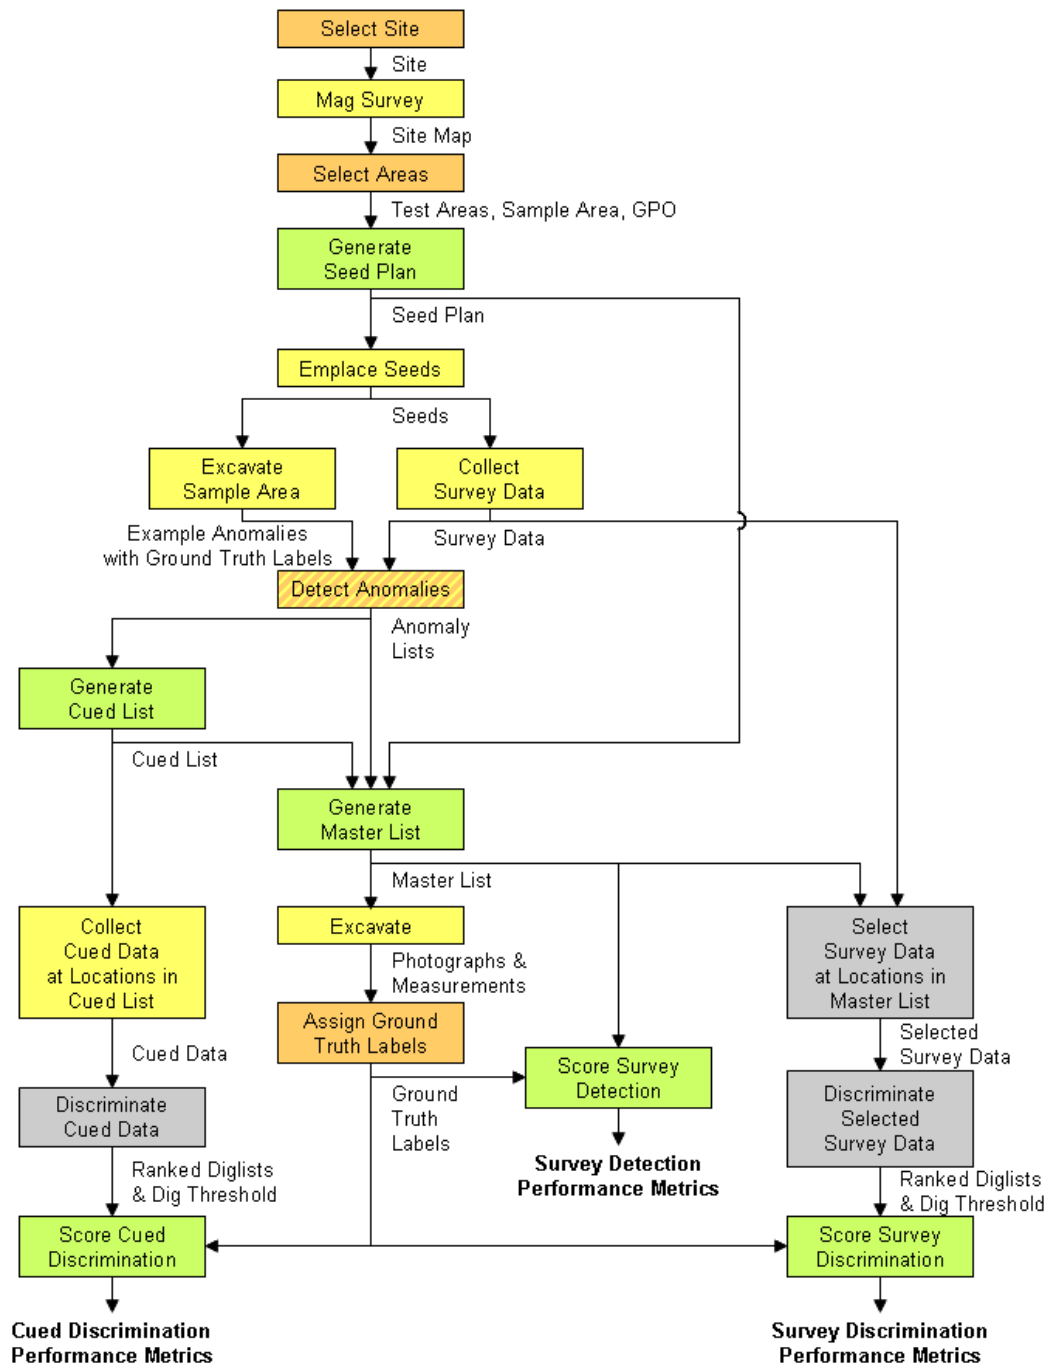 Select Site
Site
Mag Survey
Site Map
Select Areas
Test Areas, Sample Area, GPO
Generate
Seed Plan
Seed Plan
Emplace Seeds
Seeds
Excavate
Sample Area
Collect
Survey Data
Example Anomalies
with Ground Truth Labels
Survey Data
Detect Anomalies
Anomaly
Lists
Generate
Cued List
Cued List
Generate
Master List
Master List
Collect
Cued Data
at Locations in
Cued List
Excavate
Photographs &
Measurements
Select
Survey Data
at Locations in
Master List
Assign Ground
Truth Labels
Selected
Survey Data
Cued Data
Score Survey
Detection
Discriminate
Cued Data
Ground
Truth
Labels
Discriminate
Selected
Survey Data
Survey Detection
Performance Metrics
Ranked Diglists
& Dig Threshold
Ranked Diglists
& Dig Threshold
Score Cued
Discrimination
Score Survey
Discrimination
Cued Discrimination
Performance Metrics
Survey Discrimination
Performance Metrics